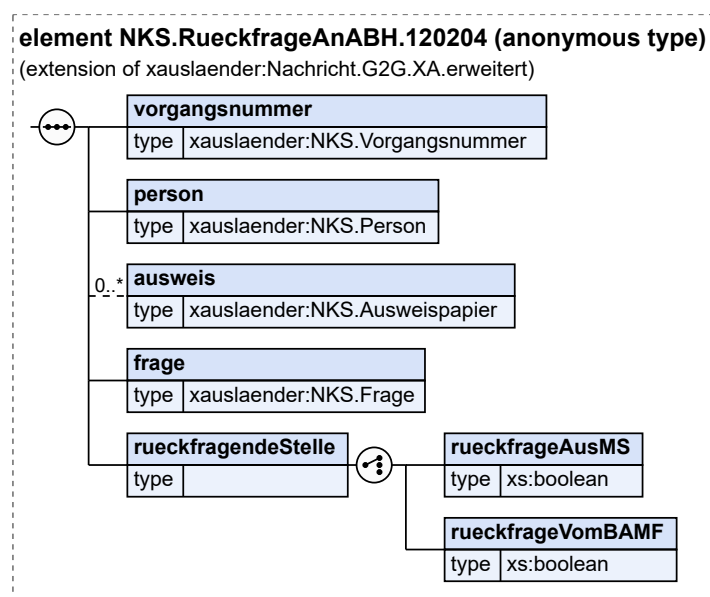 element NKS.RueckfrageAnABH.120204 (anonymous type)
(extension of xauslaender:Nachricht.G2G.XA.erweitert)
vorgangsnummer
type xauslaender:NKS.Vorgangsnummer
person
type xauslaender:NKS.Person
0..*
ausweis
type xauslaender:NKS.Ausweispapier
frage
type xauslaender:NKS.Frage
rueckfragendeStelle
type
rueckfrageAusMS
type xs:boolean
rueckfrageVomBAMF
type xs:boolean